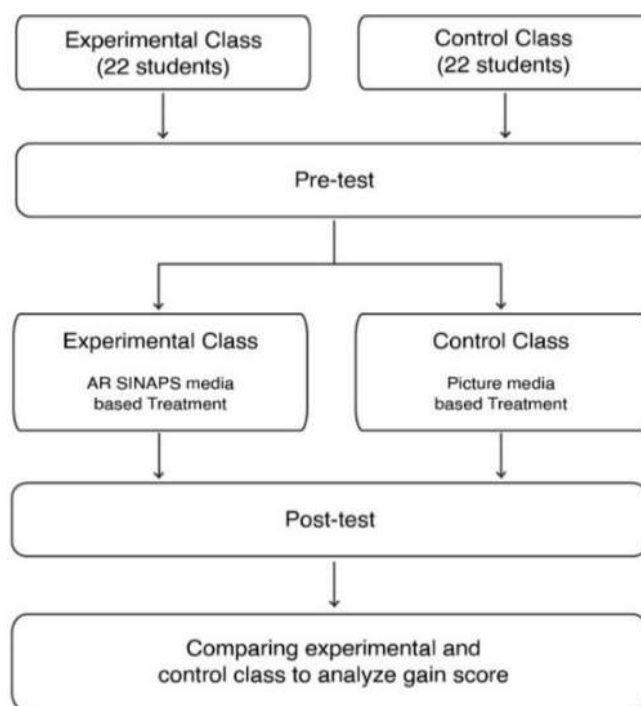 Experimental Class
(22 students)
Control Class
(22 students)
Pre-test
Experimental Class
AR SINAPS media
based Treatment
Control Class
Picture media
based Treatment
Post-test
Comparing experimental and
control class to analyze gain score